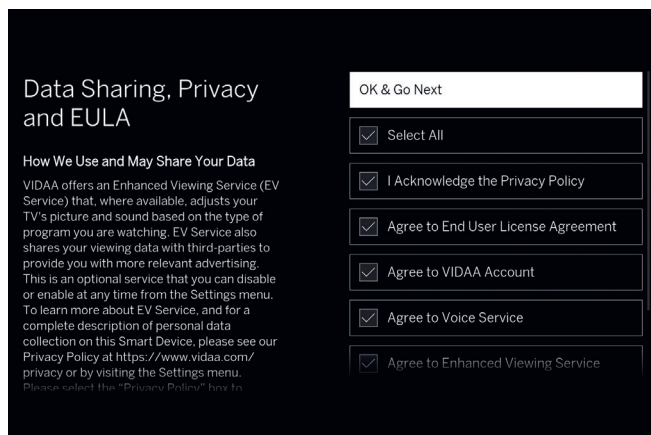 Data Sharing, Privacy
and EULA
How We Use and May Share Your Data
VIDAA offers an Enhanced Viewing Service (EV
Service) that, where available, adjusts your
TV's picture and sound based on the type of
program you are watching. EV Service also
shares your viewing data with third-parties to
provide you with more relevant advertising.
This is an optional service that you can disable
or enable at any time from the Settings menu.
To learn more about EV Service, and for a
complete description of personal data
collection on this Smart Device, please see our
Privacy Policy at https://www.vidaa.com/
privacy or by visiting the Settings menu.
Please select the "Privacy Policy" box to
OK & Go Next
Select All
I Acknowledge the Privacy Policy
Agree to End User License Agreement
Agree to VIDAA Account
Agree to Voice Service
Agree to Enhanced Viewing Service